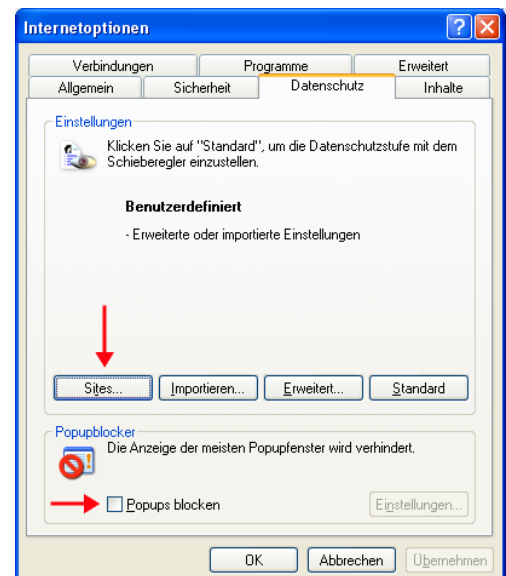 Internetoptionen
Verbindungen Programme Erweitert
Allgemein Sicherheit Datenschutz Inhalte
Einstellungen
Klicken Sie auf "Standard", um die Datenschutzstufe mit dem
Schieberegler einzustellen.
Benutzerdefiniert
- Erweiterte oder importierte Einstellungen
Sites... Importieren... Erweitert... Standard
Popupblocker
Die Anzeige der meisten Popupfenster wird verhindert.
Popups blocken Einstellungen...
OK Abbrechen Übernehmen